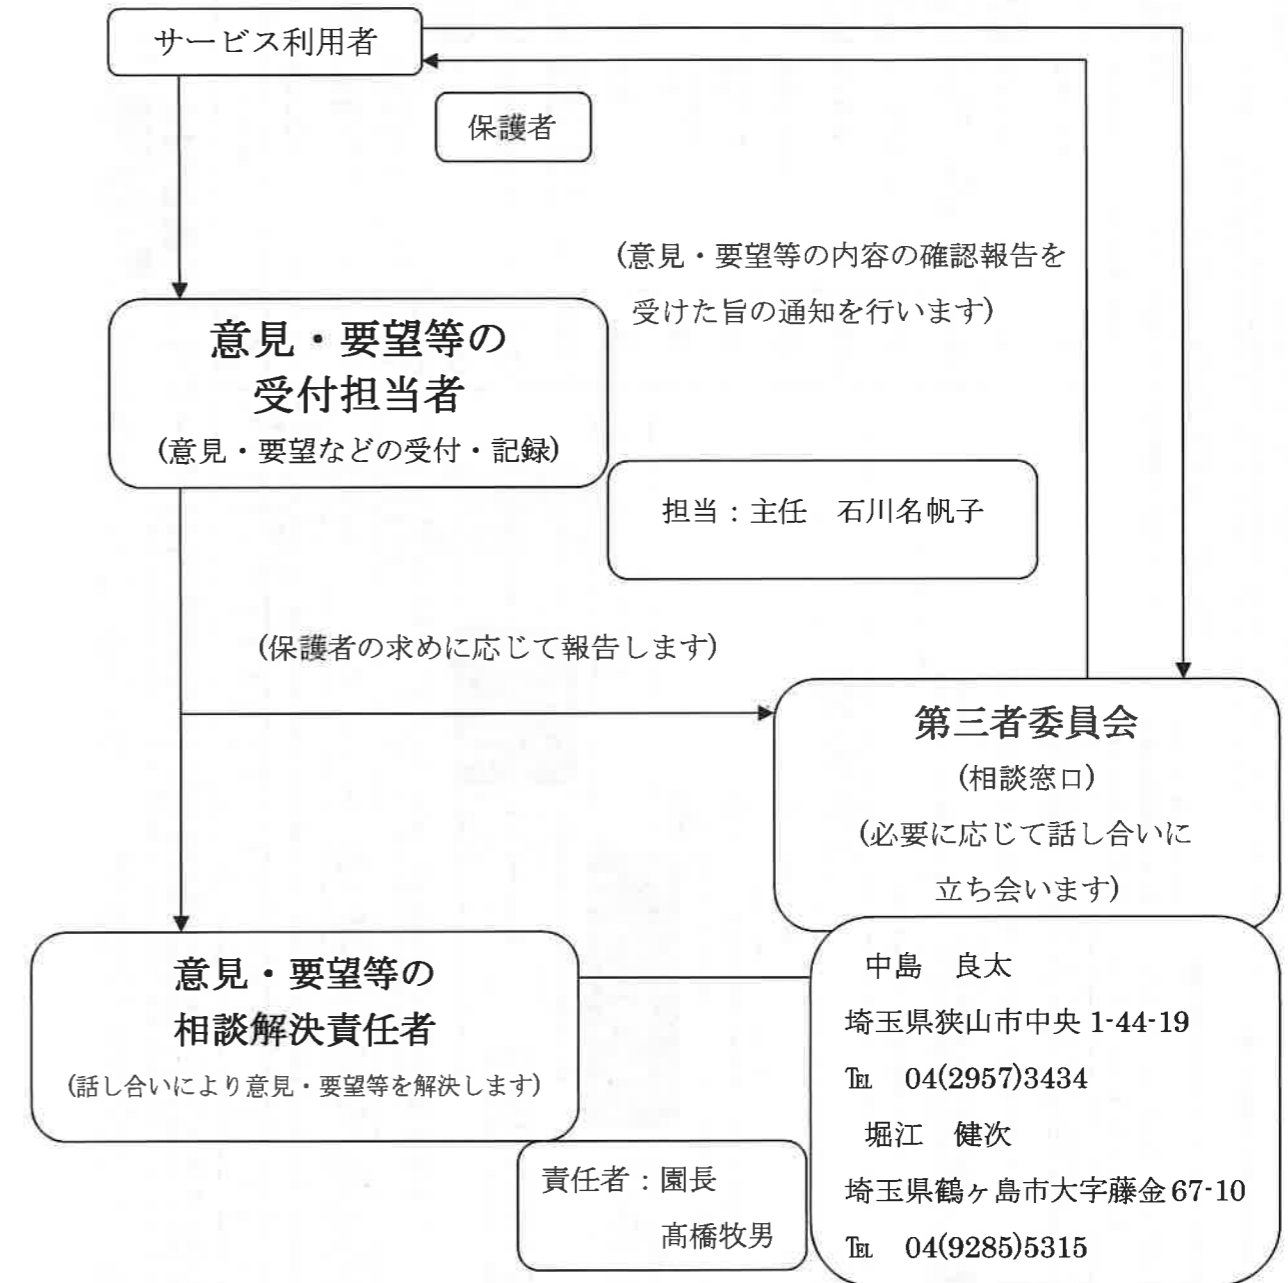 サービス利用者
保護者
(意見・要望等の内容の確認報告を
受けた旨の通知を行います)
意見・要望等の
受付担当者
(意見・要望などの受付・記録)
担当：主任　石川名帆子
(保護者の求めに応じて報告します)
第三者委員会
(相談窓口)
(必要に応じて話し合いに
立ち会います)
意見・要望等の
相談解決責任者
(話し合いにより意見・要望等を解決します)
責任者：園長
髙橋牧男
中島　良太
埼玉県狭山市中央 1-44-19
℡　04(2957)3434
堀江　健次
埼玉県鶴ヶ島市大字藤金 67-10
℡　04(9285)5315